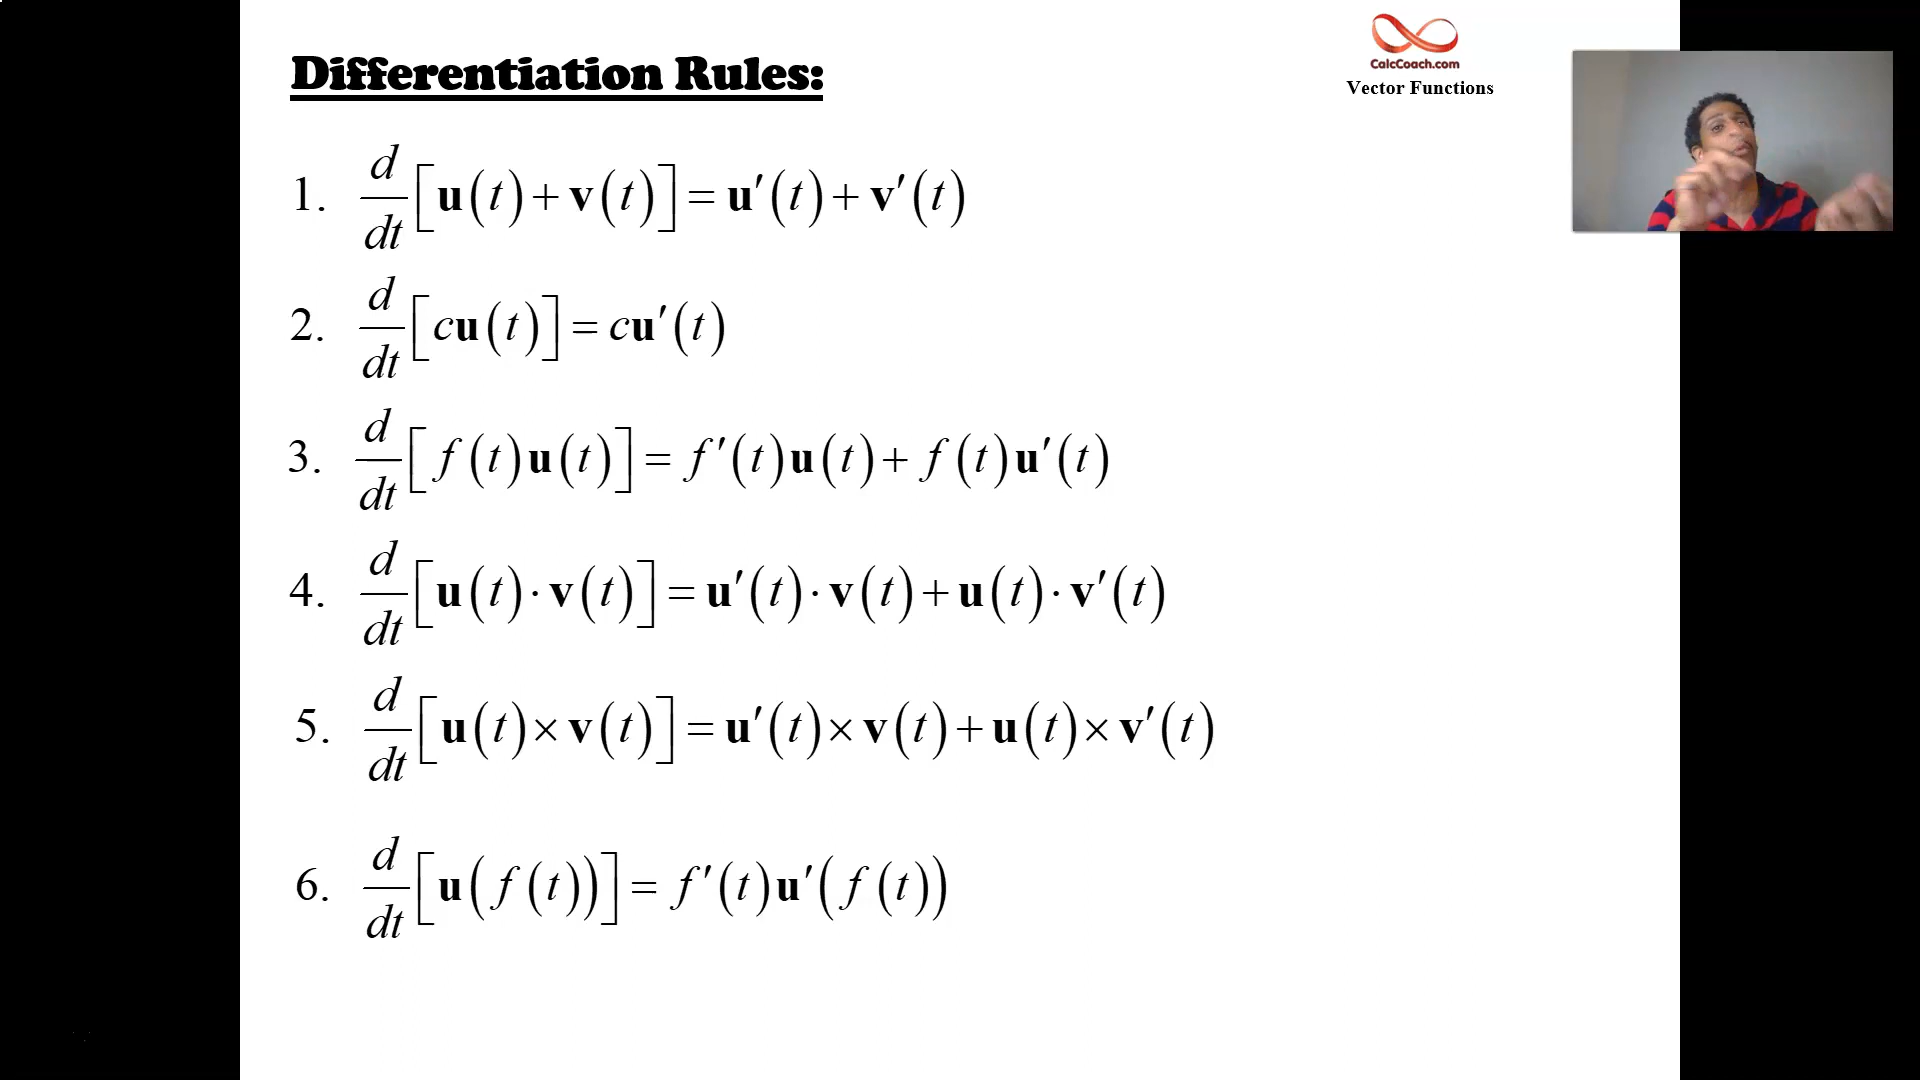 Differentiation Rules:
CalcCoach.com
Vector Functions
1. d/dt [u(t) + v(t)] = u′(t) + v′(t)
2. d/dt [cu(t)] = cu′(t)
3. d/dt [f(t)u(t)] = f′(t)u(t) + f(t)u′(t)
4. d/dt [u(t) · v(t)] = u′(t) · v(t) + u(t) · v′(t)
5. d/dt [u(t) × v(t)] = u′(t) × v(t) + u(t) × v′(t)
6. d/dt [u(f(t))] = f′(t)u′(f(t))